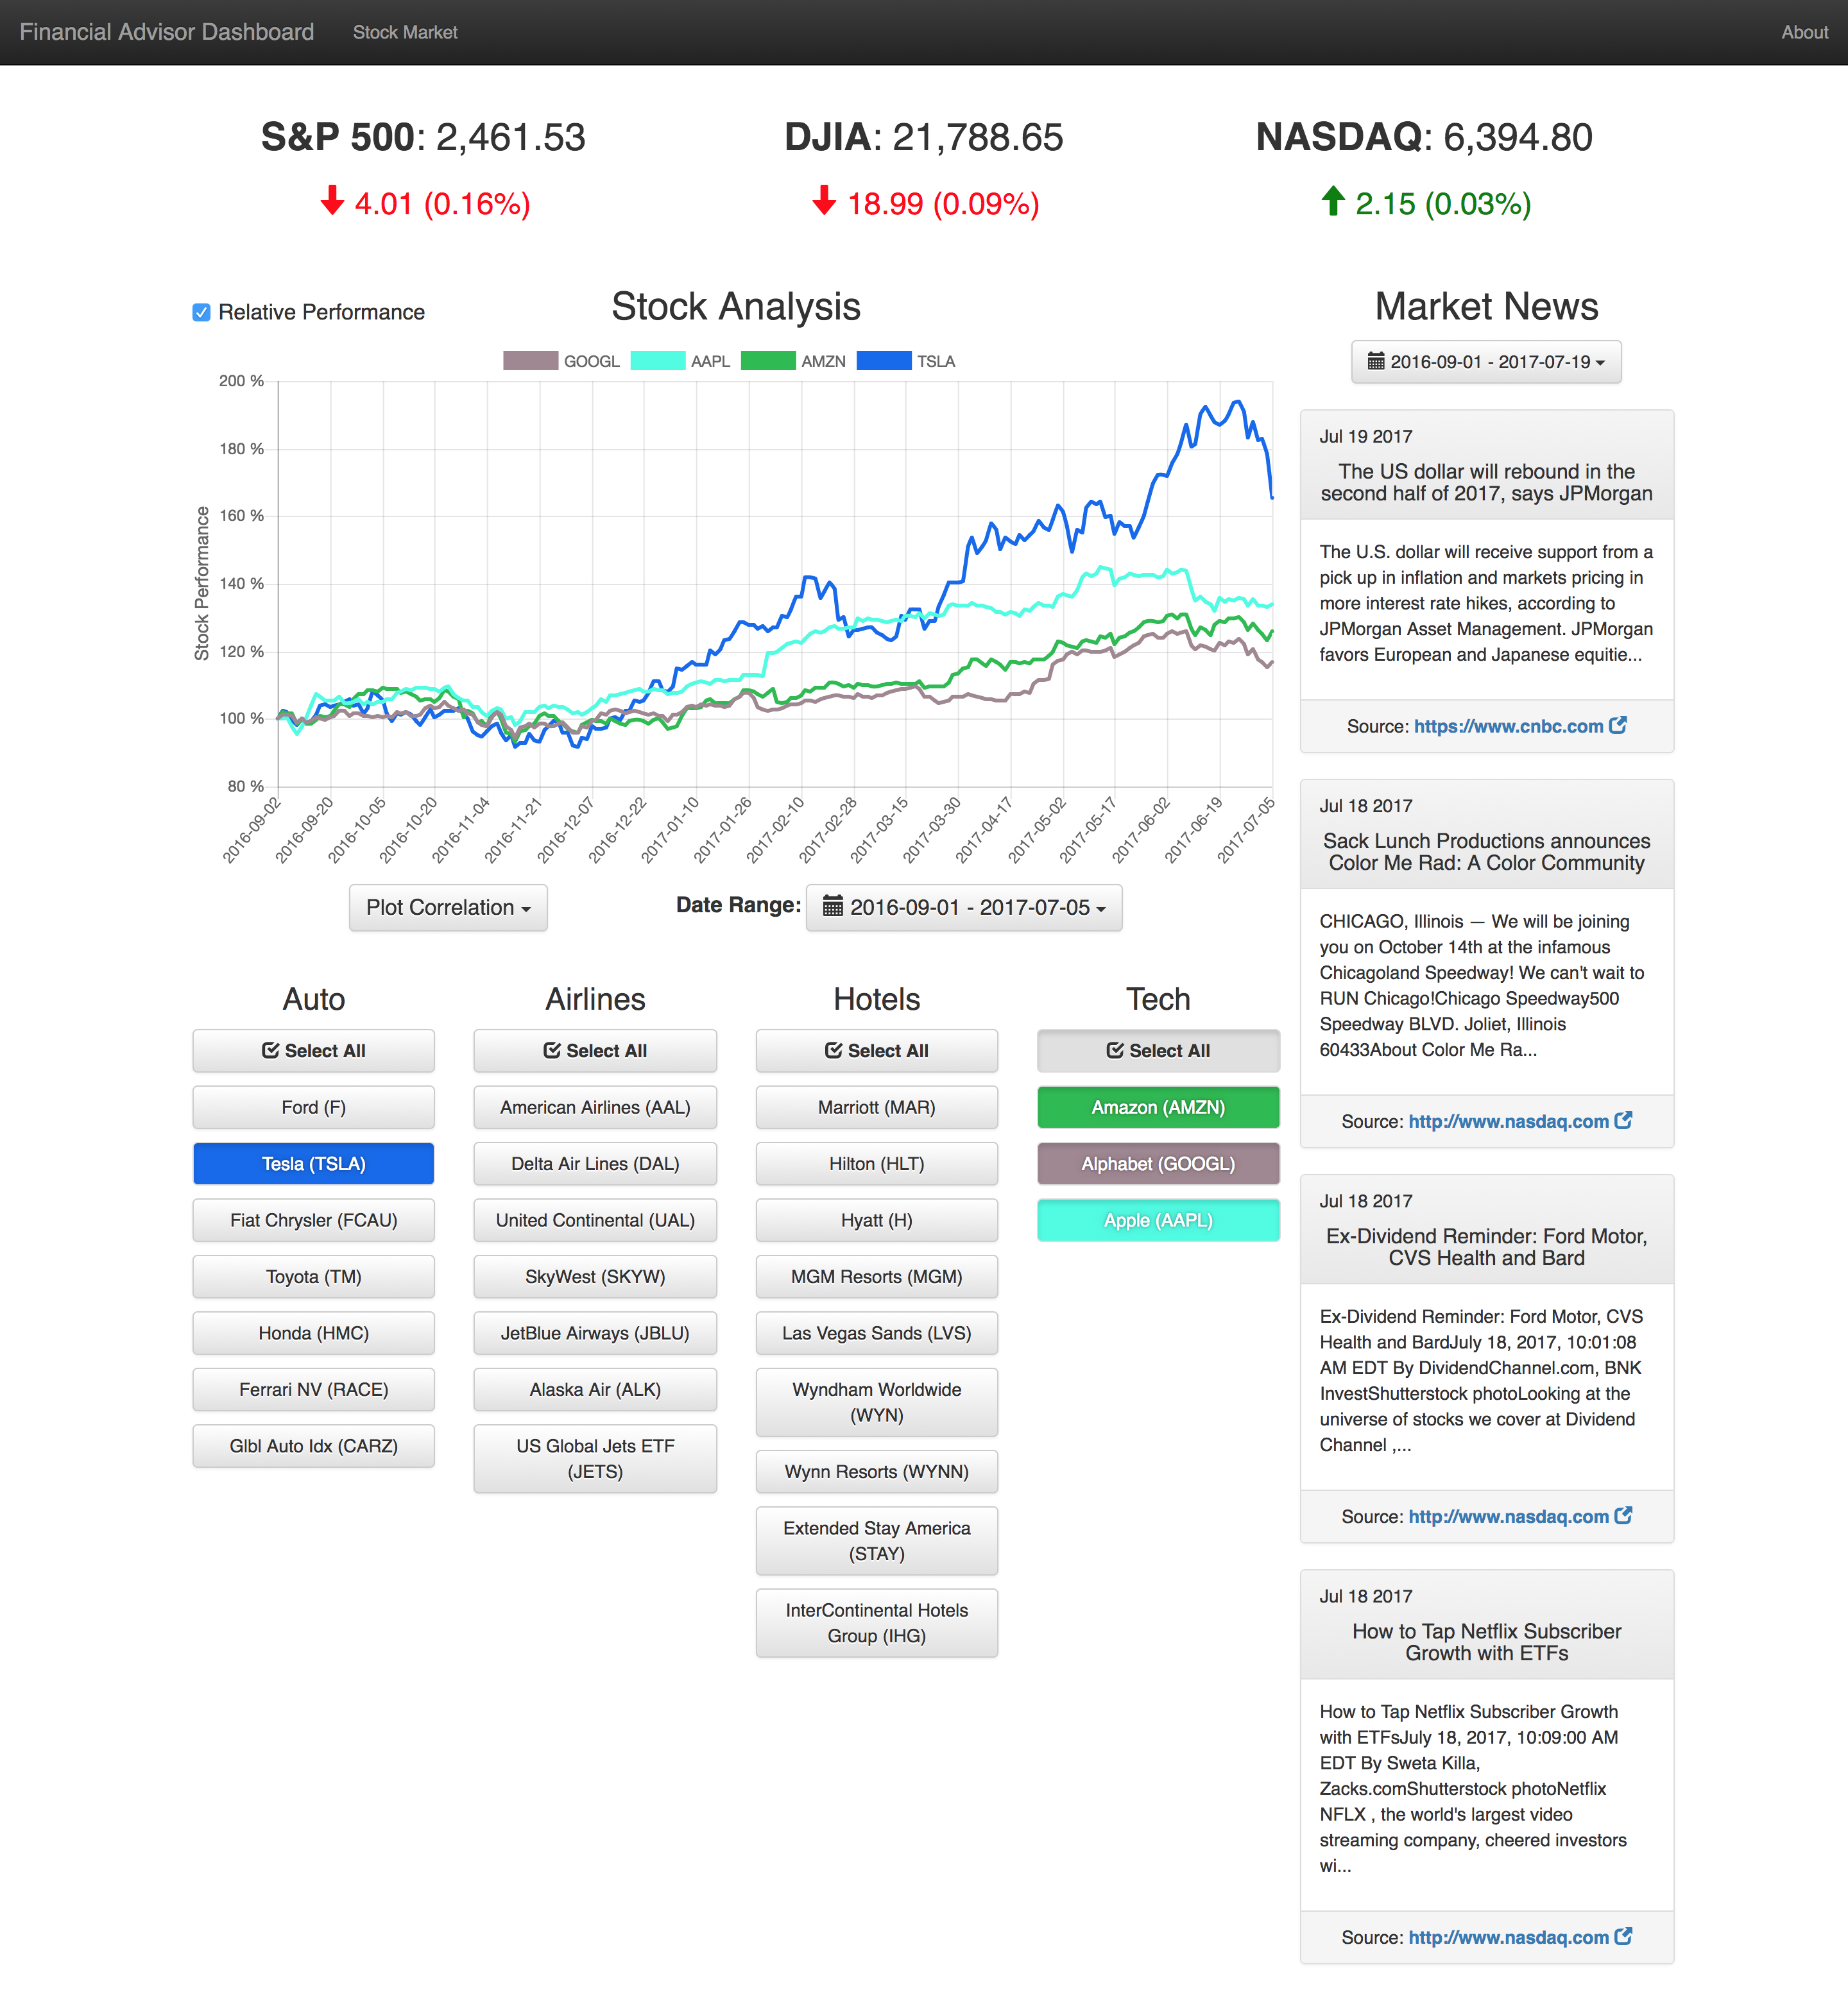 Financial Advisor Dashboard
Stock Market
About
S&P 500: 2,461.53
4.01 (0.16%)
DJIA: 21,788.65
18.99 (0.09%)
NASDAQ: 6,394.80
2.15 (0.03%)
Relative Performance
Stock Analysis
GOOGL
AAPL
AMZN
TSLA
Stock Performance
200 %
180 %
160 %
140 %
120 %
100 %
80 %
2016-09-02
2016-09-20
2016-10-05
2016-10-20
2016-11-04
2016-11-21
2016-12-07
2016-12-22
2017-01-10
2017-01-26
2017-02-10
2017-02-28
2017-03-15
2017-03-30
2017-04-17
2017-05-02
2017-05-17
2017-06-02
2017-06-19
2017-07-05
Plot Correlation
Date Range:
2016-09-01 - 2017-07-05
Auto
Select All
Ford (F)
Tesla (TSLA)
Fiat Chrysler (FCAU)
Toyota (TM)
Honda (HMC)
Ferrari NV (RACE)
Glbl Auto Idx (CARZ)
Airlines
Select All
American Airlines (AAL)
Delta Air Lines (DAL)
United Continental (UAL)
SkyWest (SKYW)
JetBlue Airways (JBLU)
Alaska Air (ALK)
US Global Jets ETF
(JETS)
Hotels
Select All
Marriott (MAR)
Hilton (HLT)
Hyatt (H)
MGM Resorts (MGM)
Las Vegas Sands (LVS)
Wyndham Worldwide
(WYN)
Wynn Resorts (WYNN)
Extended Stay America
(STAY)
InterContinental Hotels
Group (IHG)
Tech
Select All
Amazon (AMZN)
Alphabet (GOOGL)
Apple (AAPL)
Market News
2016-09-01 - 2017-07-19
Jul 19 2017
The US dollar will rebound in the
second half of 2017, says JPMorgan
The U.S. dollar will receive support from a
pick up in inflation and markets pricing in
more interest rate hikes, according to
JPMorgan Asset Management. JPMorgan
favors European and Japanese equitie...
Source: https://www.cnbc.com
Jul 18 2017
Sack Lunch Productions announces
Color Me Rad: A Color Community
CHICAGO, Illinois — We will be joining
you on October 14th at the infamous
Chicagoland Speedway! We can't wait to
RUN Chicago!Chicago Speedway500
Speedway BLVD. Joliet, Illinois
60433About Color Me Ra...
Source: http://www.nasdaq.com
Jul 18 2017
Ex-Dividend Reminder: Ford Motor,
CVS Health and Bard
Ex-Dividend Reminder: Ford Motor, CVS
Health and BardJuly 18, 2017, 10:01:08
AM EDT By DividendChannel.com, BNK
InvestShutterstock photoLooking at the
universe of stocks we cover at Dividend
Channel ,...
Source: http://www.nasdaq.com
Jul 18 2017
How to Tap Netflix Subscriber
Growth with ETFs
How to Tap Netflix Subscriber Growth
with ETFsJuly 18, 2017, 10:09:00 AM
EDT By Sweta Killa,
Zacks.comShutterstock photoNetflix
NFLX , the world's largest video
streaming company, cheered investors
wi...
Source: http://www.nasdaq.com